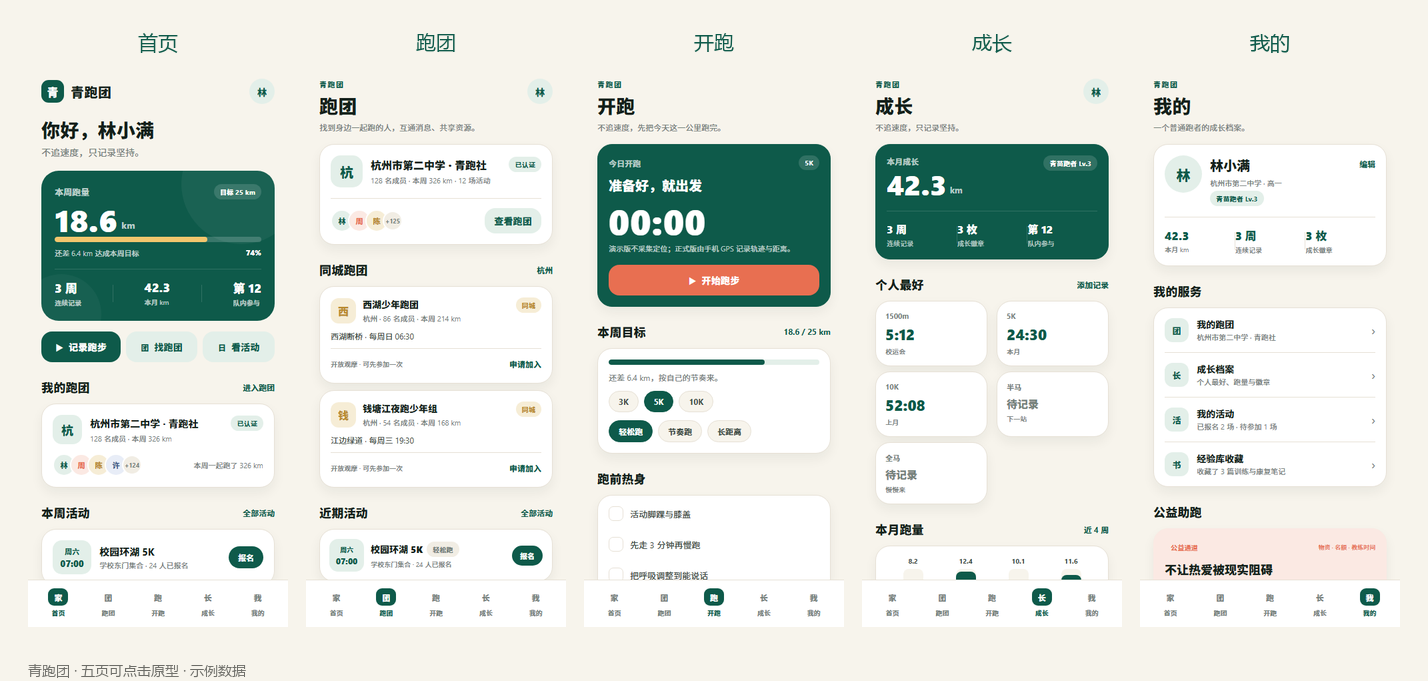 首页
青 青跑团 林
你好，林小满
不追速度，只记录坚持。
本周跑量 目标 25 km
18.6 km
还差 6.4 km 达成本周目标 74%
3 周 42.3 第 12
连续记录 本月 km 队内参与
▶ 记录跑步 团 找跑团 日 看活动
我的跑团 进入跑团
杭 杭州市第二中学 · 青跑社 已认证
128 名成员 · 本周 326 km
林 周 陈 许 +124 本周一起跑了 326 km
本周活动 全部活动
周六 校园环湖 5K 报名
07:00 学校东门集合 · 24 人已报名
家 团 跑 长 我
首页 跑团 开跑 成长 我的
跑团
青跑团
跑团 林
找到身边一起跑的人，互通消息、共享资源。
杭 杭州市第二中学 · 青跑社 已认证
128 名成员 · 本周 326 km · 12 场活动
林 周 陈 +125 查看跑团
同城跑团 杭州
西 西湖少年跑团 同城
杭州 · 86 名成员 · 本周 214 km
西湖断桥 · 每周日 06:30
开放观摩 · 可先参加一次 申请加入
钱 钱塘江夜跑少年组 同城
杭州 · 54 名成员 · 本周 168 km
江边绿道 · 每周三 19:30
开放观摩 · 可先参加一次 申请加入
近期活动 全部活动
周六 校园环湖 5K 轻松跑 报名
07:00 学校东门集合 · 24 人已报名
家 团 跑 长 我
首页 跑团 开跑 成长 我的
开跑
青跑团
开跑
不追速度，先把今天这一公里跑完。
今日开跑 5K
准备好，就出发
00:00
演示版不采集定位；正式版由手机 GPS 记录轨迹与距离。
▶ 开始跑步
本周目标 18.6 / 25 km
还差 6.4 km，按自己的节奏来。
3K 5K 10K
轻松跑 节奏跑 长距离
跑前热身
活动脚踝与膝盖
先走 3 分钟再慢跑
把呼吸调整到能说话
家 团 跑 长 我
首页 跑团 开跑 成长 我的
成长
青跑团
成长 林
不追速度，只记录坚持。
本月成长 青苗跑者 Lv.3
42.3 km
3 周 3 枚 第 12
连续记录 成长徽章 队内参与
个人最好 添加记录
1500m 5K
5:12 24:30
校运会 本月
10K 半马
52:08 待记录
上月 下一站
全马
待记录
慢慢来
本月跑量 近 4 周
8.2 12.4 10.1 11.6
家 团 跑 长 我
首页 跑团 开跑 成长 我的
我的
青跑团
我的
一个普通跑者的成长档案。
林 林小满 编辑
杭州市第二中学 · 高一
青苗跑者 Lv.3
42.3 3 周 3 枚
本月 km 连续记录 成长徽章
我的服务
团 我的跑团 ›
杭州市第二中学 · 青跑社
长 成长档案 ›
个人最好、跑量与徽章
活 我的活动 ›
已报名 2 场 · 待参加 1 场
书 经验库收藏 ›
收藏了 3 篇训练与康复笔记
公益助跑
公益通道 物资 · 名额 · 教练时间
不让热爱被现实阻碍
家 团 跑 长 我
首页 跑团 开跑 成长 我的
青跑团 · 五页可点击原型 · 示例数据